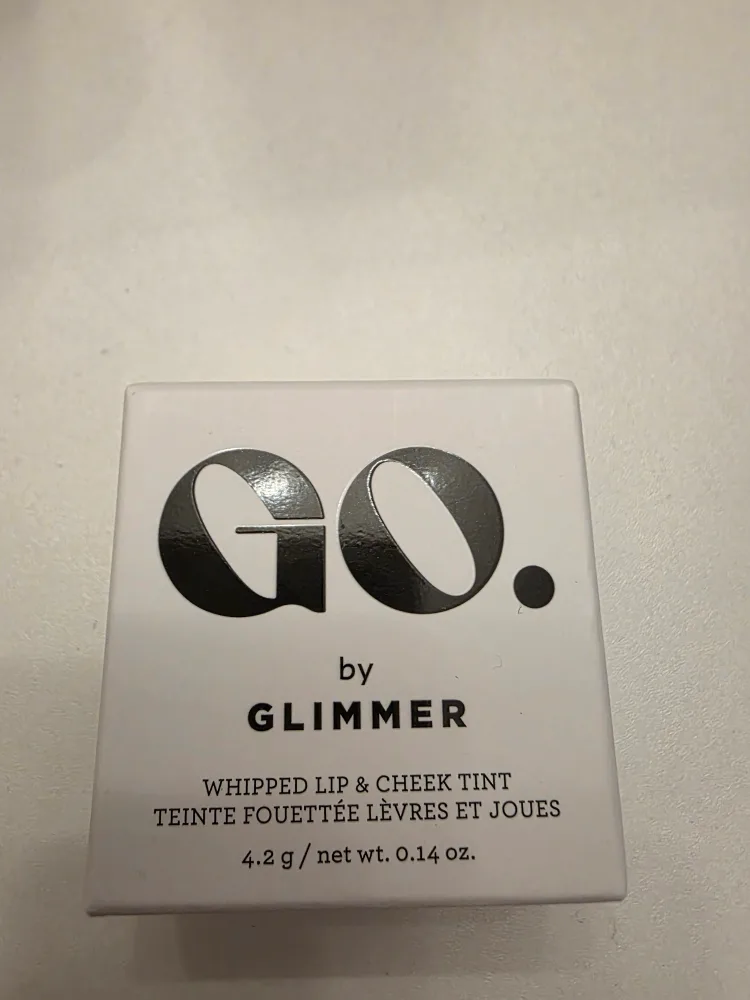 GO.
by
GLIMMER
WHIPPED LIP & CHEEK TINT
TEINTE FOUETTÉE LÈVRES ET JOUES
4.2 g / net wt. 0.14 oz.